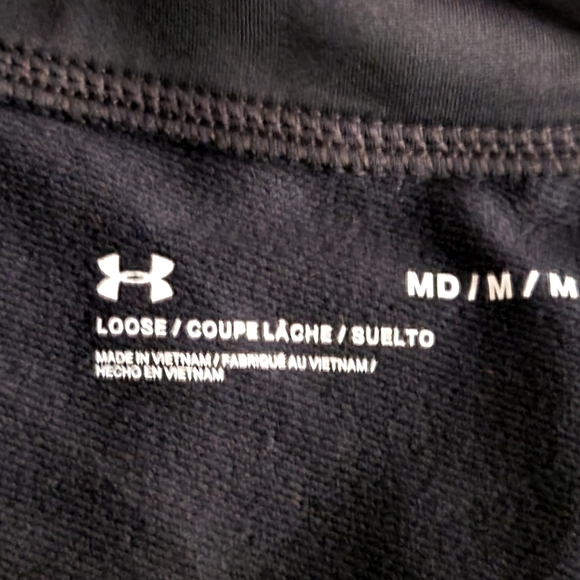 MD / M / M
LOOSE / COUPE LÂCHE / SUELTO
MADE IN VIETNAM / FABRIQUÉ AU VIETNAM /
HECHO EN VIETNAM